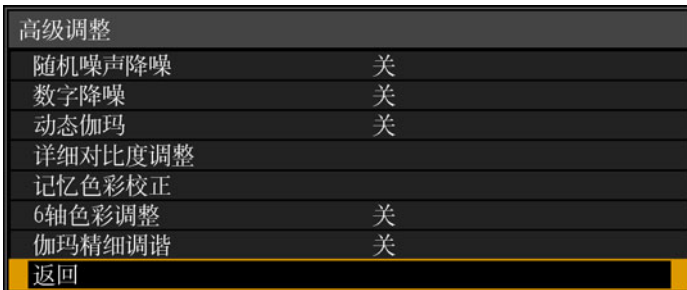 高级调整
随机噪声降噪 关
数字降噪 关
动态伽玛 关
详细对比度调整
记忆色彩校正
6轴色彩调整 关
伽玛精细调谐 关
返回